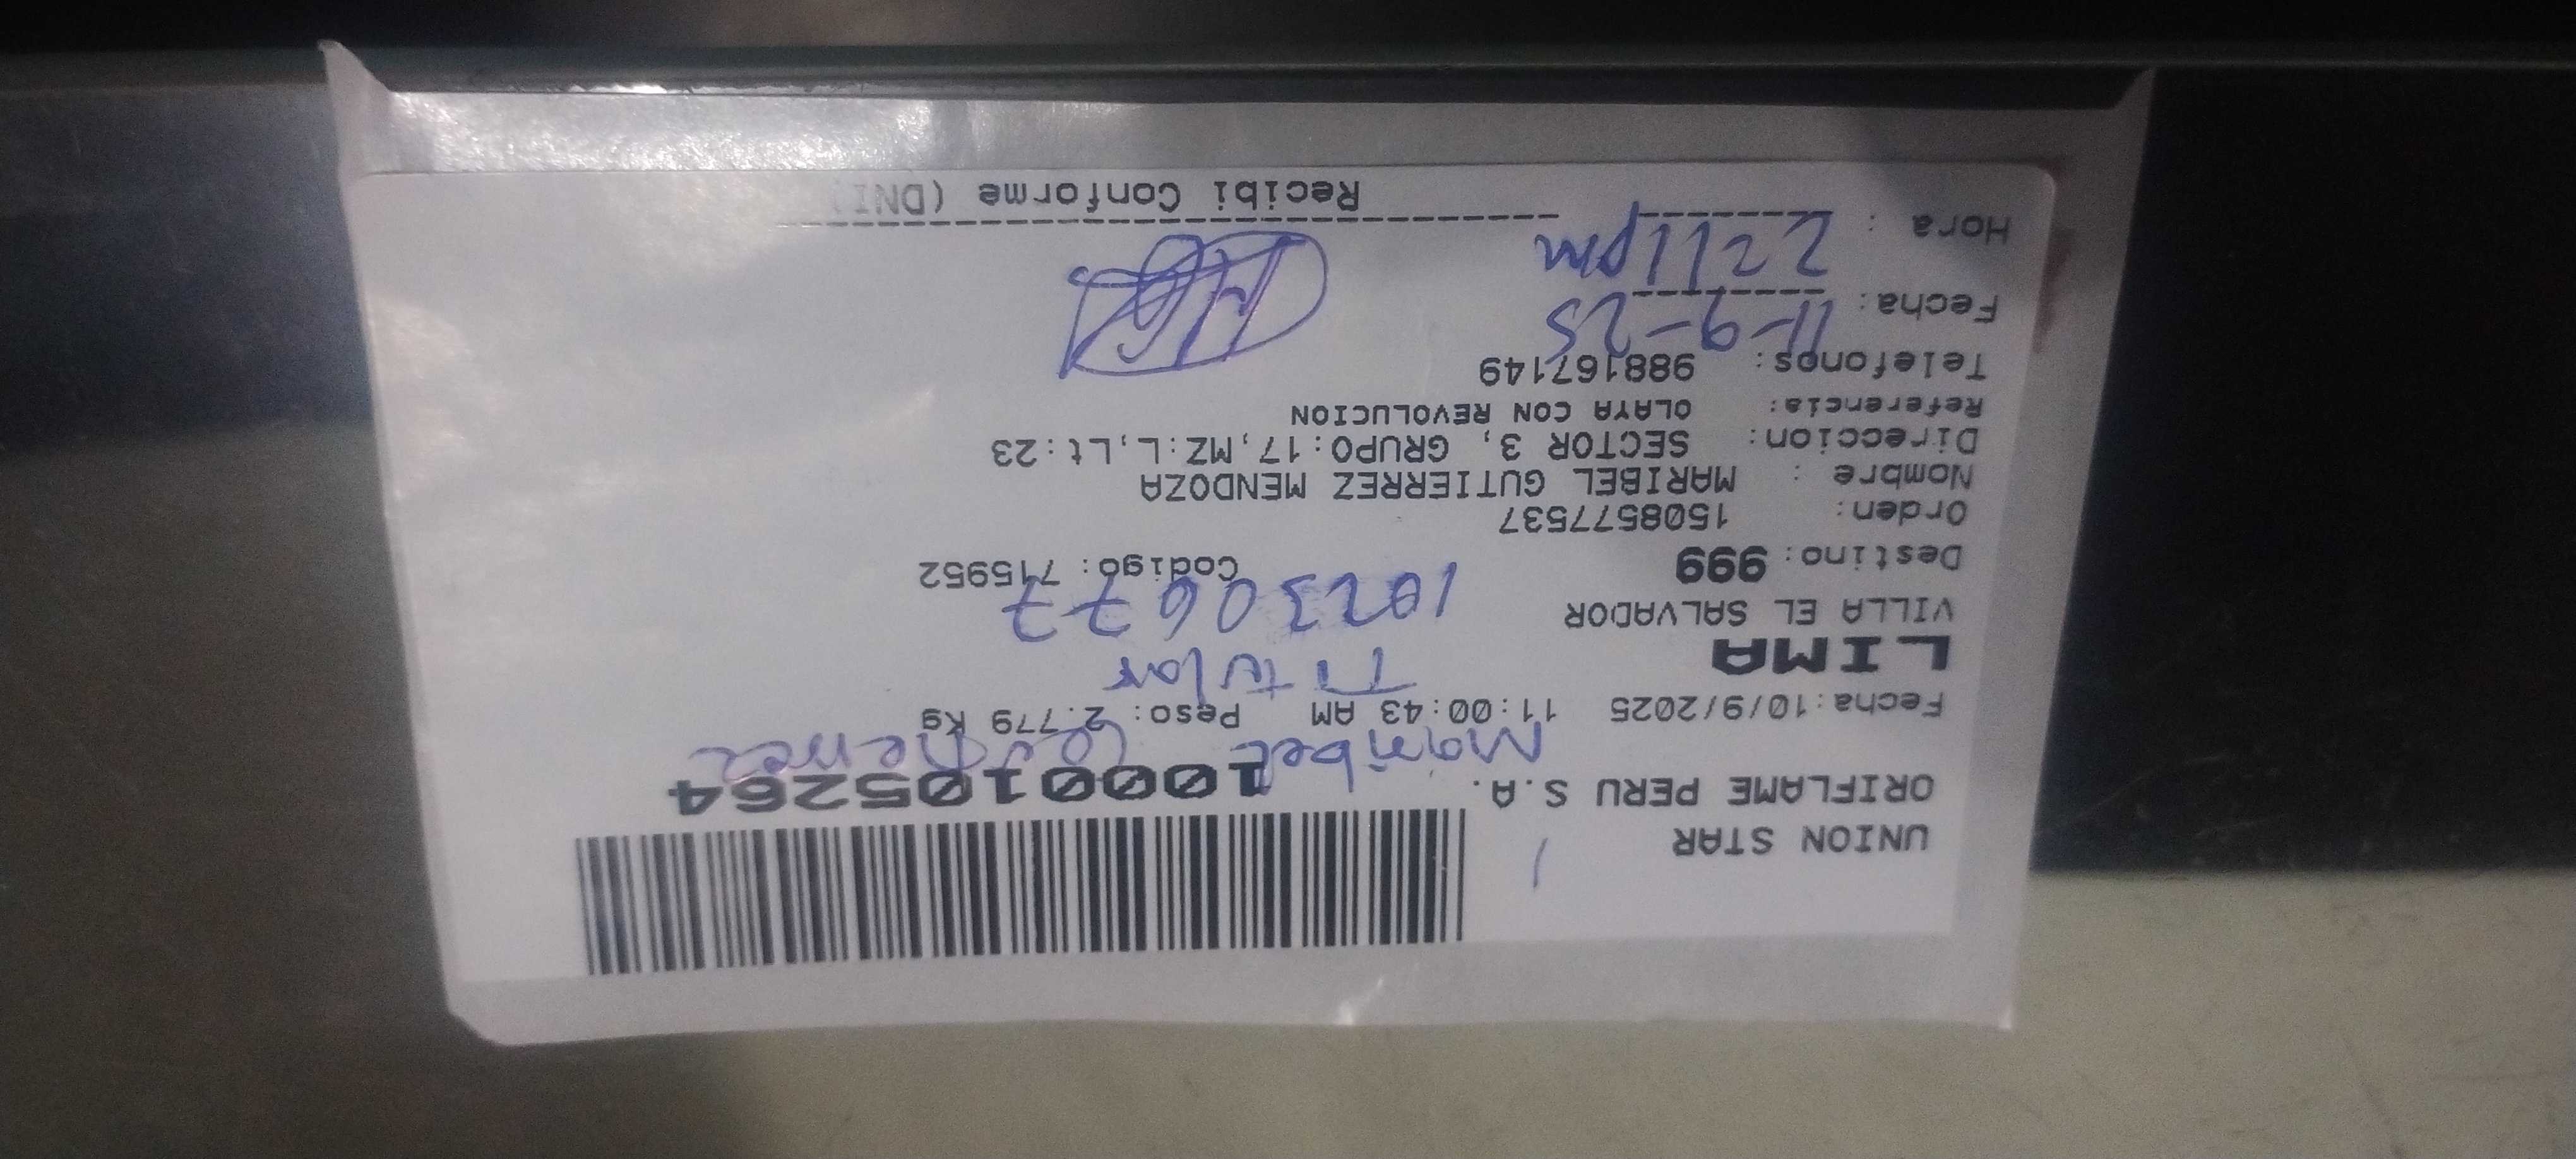 UNION STAR
ORIFLAME PERU S.A.
10001105264
Maribel Gutierrez
Fecha:10/9/2025 11:00:43 AM Peso: 2.779 Kg
Titular
LIMA
VILLA EL SALVADOR
10230677
Destino: 999 Codigo: 715952
Orden: 1508577537
Nombre : MARIBEL GUTIERREZ MENDOZA
Direccion: SECTOR 3, GRUPO:17,MZ:L,Lt:23
Referencia: OLAYA CON REVOLUCION
Telefonos: 988167149
Fecha: 11-9-25
Hora : 2:11pm
Recibi Conforme (DNI)